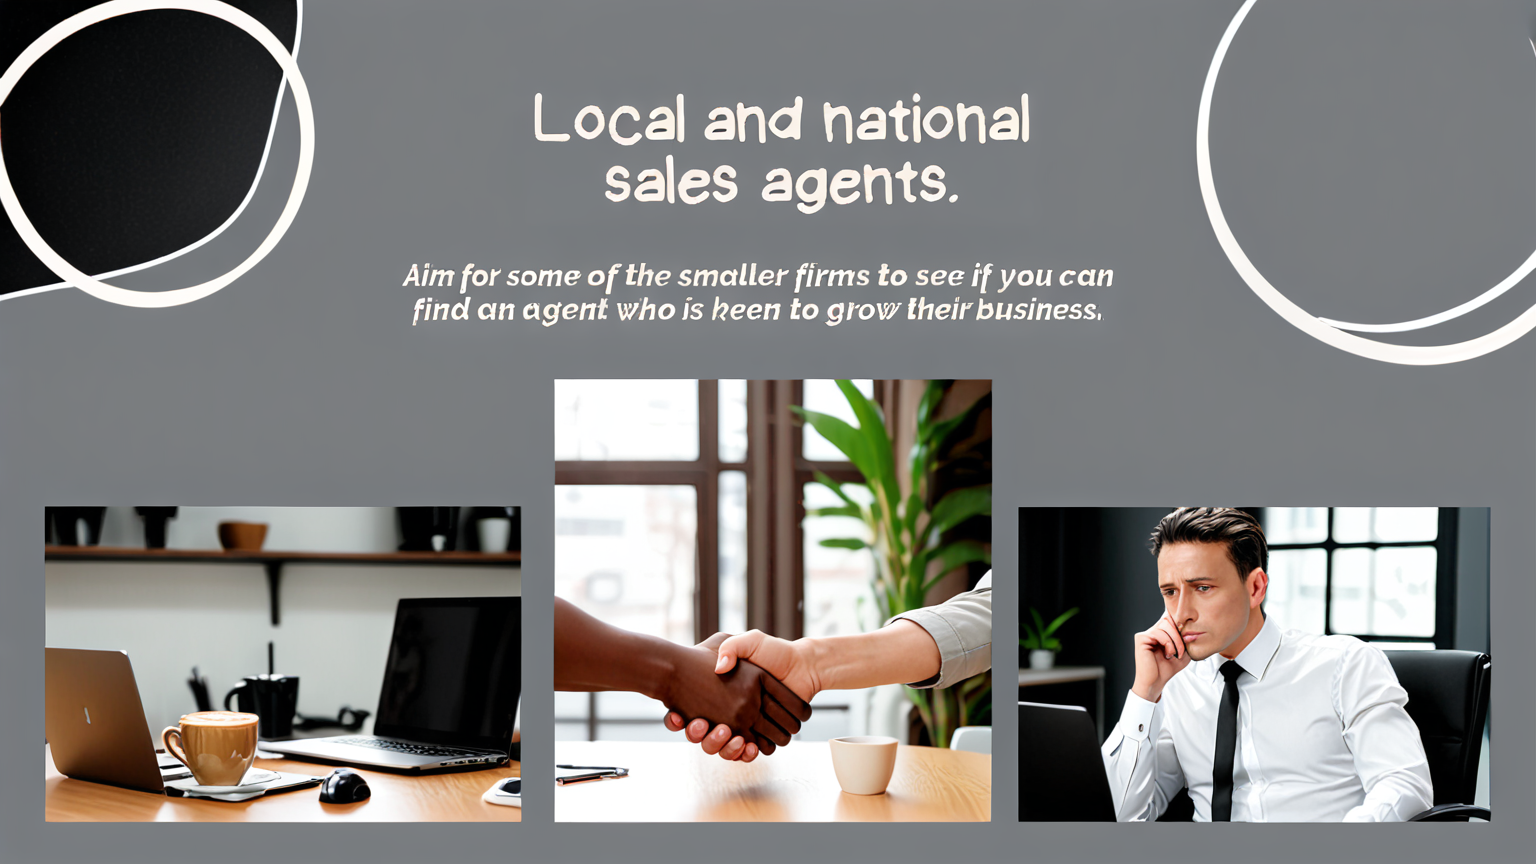 Local and national
sales agents.
Aim for some of the smaller firms to see if you can
find an agent who is keen to grow their business.